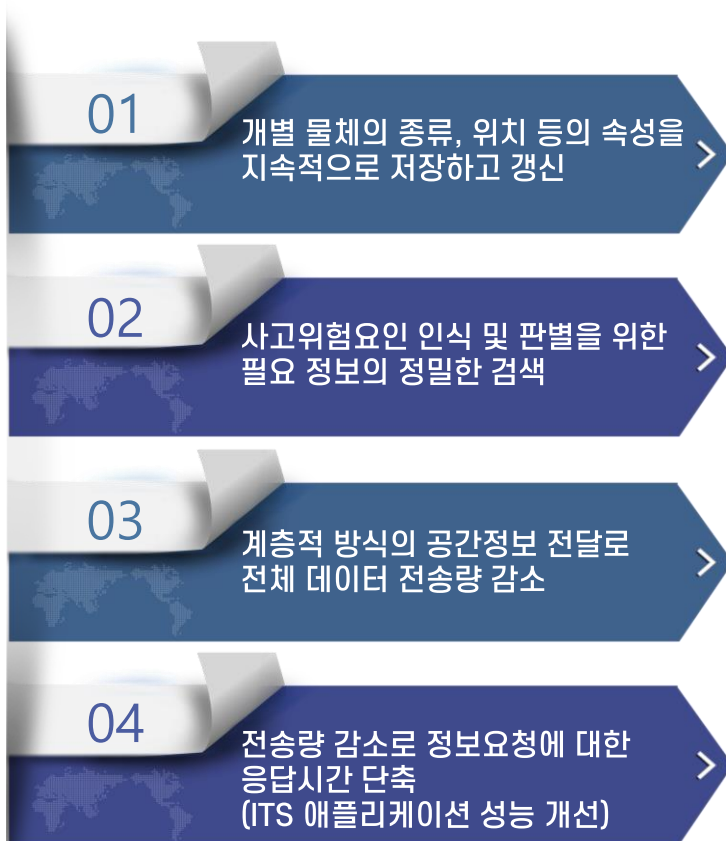 01
개별 물체의 종류, 위치 등의 속성을
지속적으로 저장하고 갱신
02
사고위험요인 인식 및 판별을 위한
필요 정보의 정밀한 검색
03
계층적 방식의 공간정보 전달로
전체 데이터 전송량 감소
04
전송량 감소로 정보요청에 대한
응답시간 단축
(ITS 애플리케이션 성능 개선)